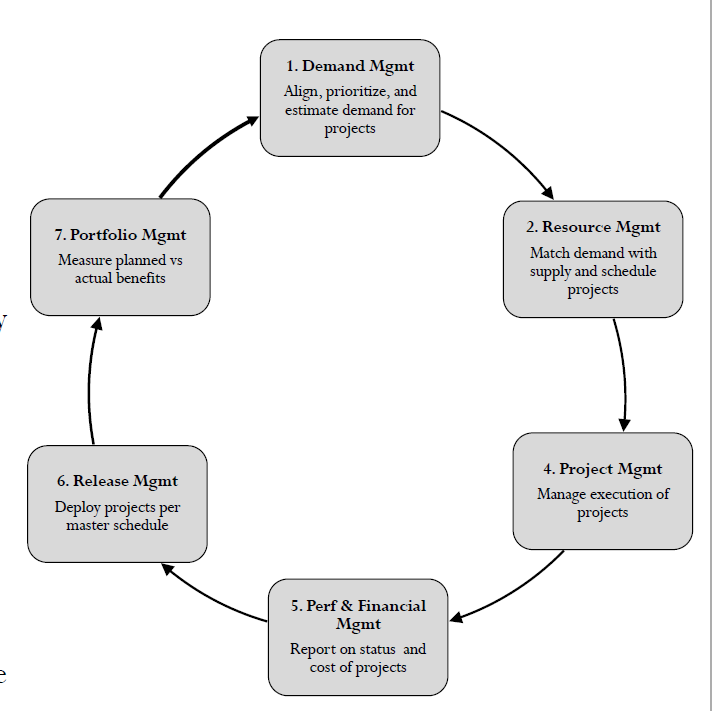 1. Demand Mgmt
Align, prioritize, and
estimate demand for
projects
2. Resource Mgmt
Match demand with
supply and schedule
projects
4. Project Mgmt
Manage execution of
projects
5. Perf & Financial
Mgmt
Report on status and
cost of projects
6. Release Mgmt
Deploy projects per
master schedule
7. Portfolio Mgmt
Measure planned vs
actual benefits
y
e